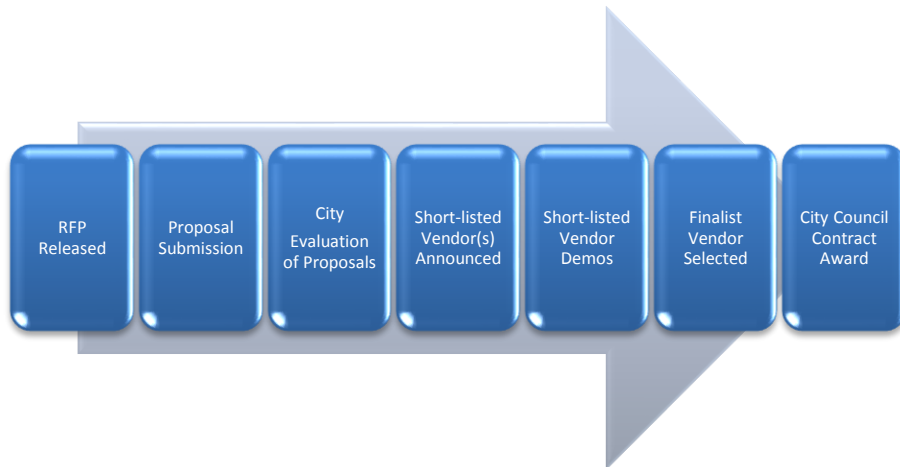 RFP
Released
Proposal
Submission
City
Evaluation
of Proposals
Short-listed
Vendor(s)
Announced
Short-listed
Vendor
Demos
Finalist
Vendor
Selected
City Council
Contract
Award